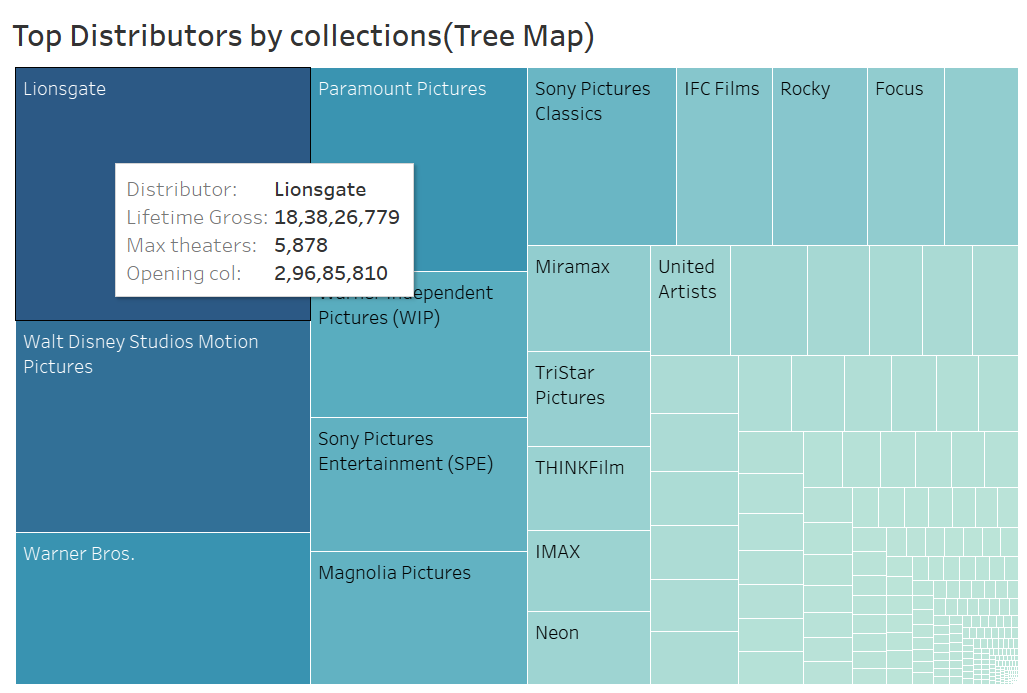 Top Distributors by collections(Tree Map)
Lionsgate
Paramount Pictures
Sony Pictures
Classics
IFC Films
Rocky
Focus
Distributor: Lionsgate
Lifetime Gross: 18,38,26,779
Max theaters: 5,878
Opening col: 2,96,85,810
Independent
Pictures (WIP)
Miramax
United
Artists
Walt Disney Studios Motion
Pictures
TriStar
Pictures
Sony Pictures
Entertainment (SPE)
THINKFilm
Warner Bros.
IMAX
Magnolia Pictures
Neon